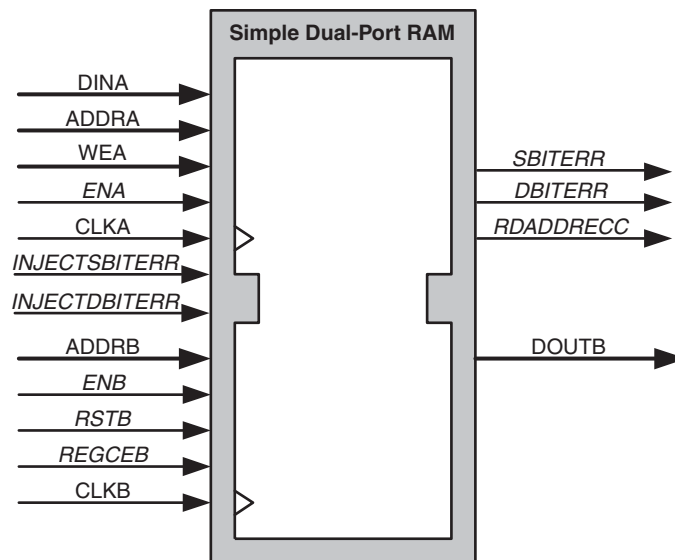 Simple Dual-Port RAM
DINA
ADDRA
WEA
ENA
CLKA
INJECTSBITERR
INJECTDBITERR
ADDRB
ENB
RSTB
REGCEB
CLKB
SBITERR
DBITERR
RDADDRECC
DOUTB